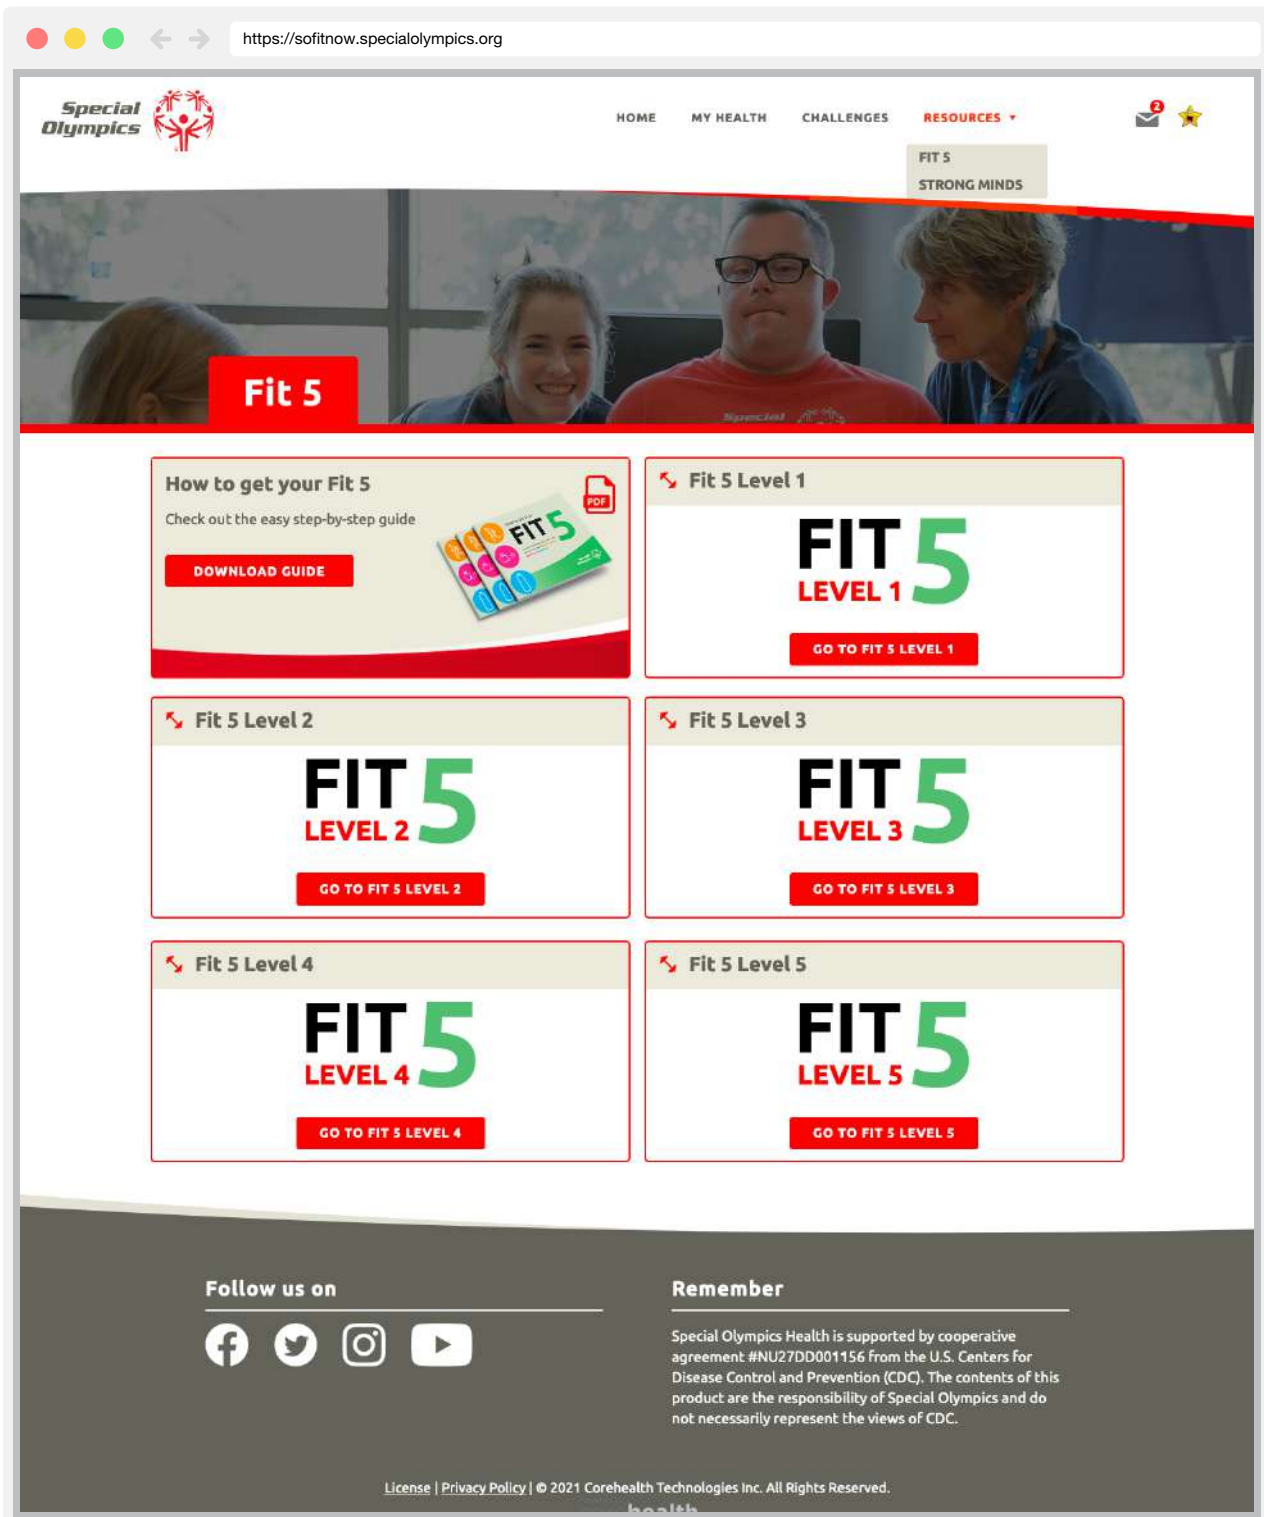 https://sofitnow.specialolympics.org
Special
Olympics
HOME MY HEALTH CHALLENGES RESOURCES
2
FIT 5
STRONG MINDS
Special
Fit 5
How to get your Fit 5
Check out the easy step-by-step guide
DOWNLOAD GUIDE
PDF
FIT 5
Fit 5 Level 1
FIT 5
LEVEL 1
GO TO FIT 5 LEVEL 1
Fit 5 Level 2
FIT 5
LEVEL 2
GO TO FIT 5 LEVEL 2
Fit 5 Level 3
FIT 5
LEVEL 3
GO TO FIT 5 LEVEL 3
Fit 5 Level 4
FIT 5
LEVEL 4
GO TO FIT 5 LEVEL 4
Fit 5 Level 5
FIT 5
LEVEL 5
GO TO FIT 5 LEVEL 5
Follow us on
Remember
Special Olympics Health is supported by cooperative
agreement #NU27DD001156 from the U.S. Centers for
Disease Control and Prevention (CDC). The contents of this
product are the responsibility of Special Olympics and do
not necessarily represent the views of CDC.
License | Privacy Policy | © 2021 Corehealth Technologies Inc. All Rights Reserved.
health